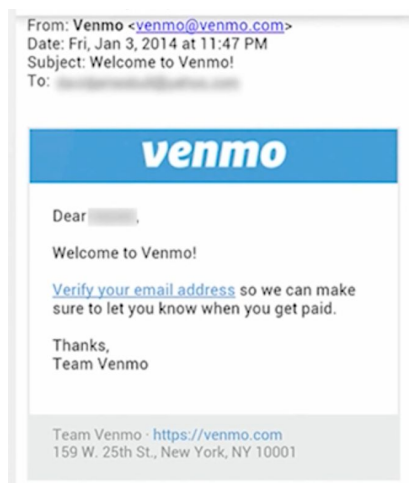 From: Venmo <venmo@venmo.com>
Date: Fri, Jan 3, 2014 at 11:47 PM
Subject: Welcome to Venmo!
To:
venmo
Dear ,
Welcome to Venmo!
Verify your email address so we can make
sure to let you know when you get paid.
Thanks,
Team Venmo
Team Venmo · https://venmo.com
159 W. 25th St., New York, NY 10001